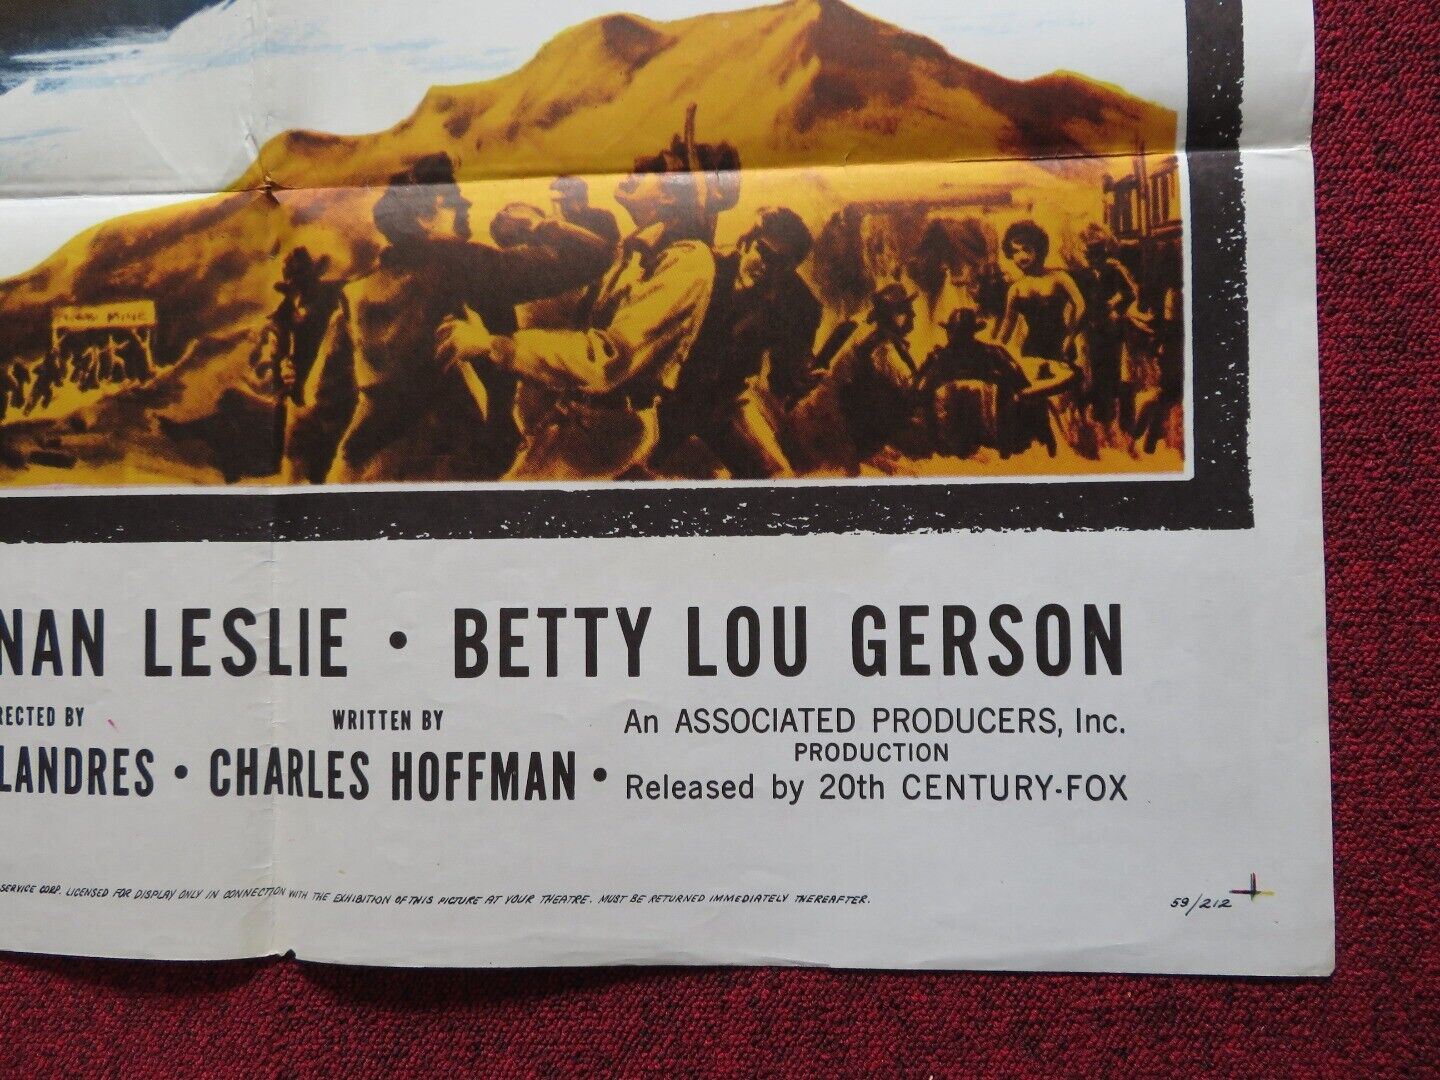 MINE
NAN LESLIE • BETTY LOU GERSON
RECTED BY
LANDRES •
WRITTEN BY
CHARLES HOFFMAN •
An ASSOCIATED PRODUCERS, Inc.
PRODUCTION
Released by 20th CENTURY-FOX
SERVICE CORP. LICENSED FOR DISPLAY ONLY IN CONNECTION WITH THE EXHIBITION OF THIS PICTURE AT YOUR THEATRE. MUST BE RETURNED IMMEDIATELY THEREAFTER.
59/212